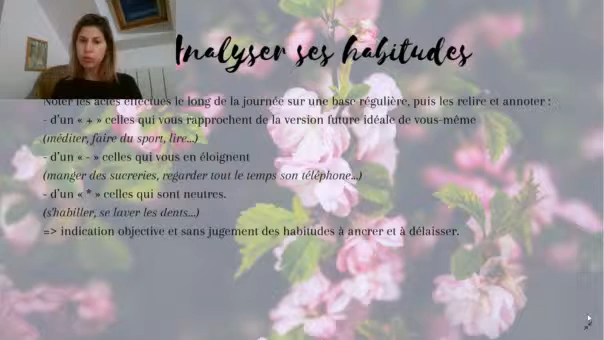 Analyser ses habitudes
Noter les actes effectués le long de la journée sur une base régulière, puis les relire et annoter :
- d'un « + » celles qui vous rapprochent de la version future idéale de vous-même
(méditer, faire du sport, lire...)
- d'un « - » celles qui vous en éloignent
(manger des sucreries, regarder tout le temps son téléphone...)
- d'un « * » celles qui sont neutres.
(s'habiller, se laver les dents...)
=> indication objective et sans jugement des habitudes à ancrer et à délaisser.